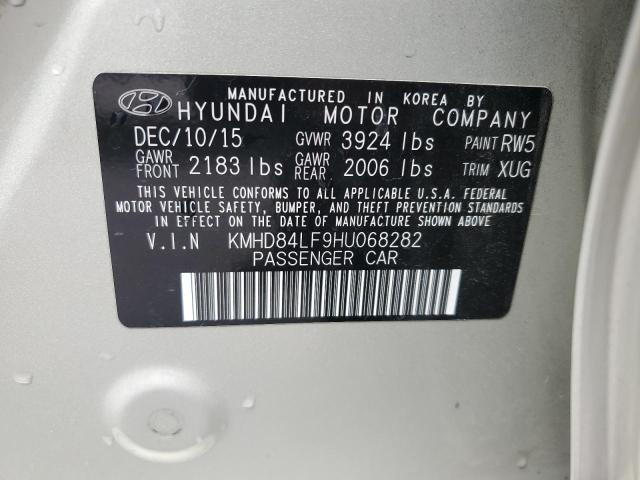 MANUFACTURED IN KOREA BY
HYUNDAI MOTOR COMPANY
DEC/10/15 GVWR 3924 lbs PAINT RW5
GAWR FRONT 2183 lbs GAWR REAR 2006 lbs TRIM XUG
THIS VEHICLE CONFORMS TO ALL APPLICABLE U.S.A. FEDERAL
MOTOR VEHICLE SAFETY, BUMPER, AND THEFT PREVENTION STANDARDS
IN EFFECT ON THE DATE OF MANUFACTURE SHOWN ABOVE
V.I.N KMHD84LF9HU068282
PASSENGER CAR